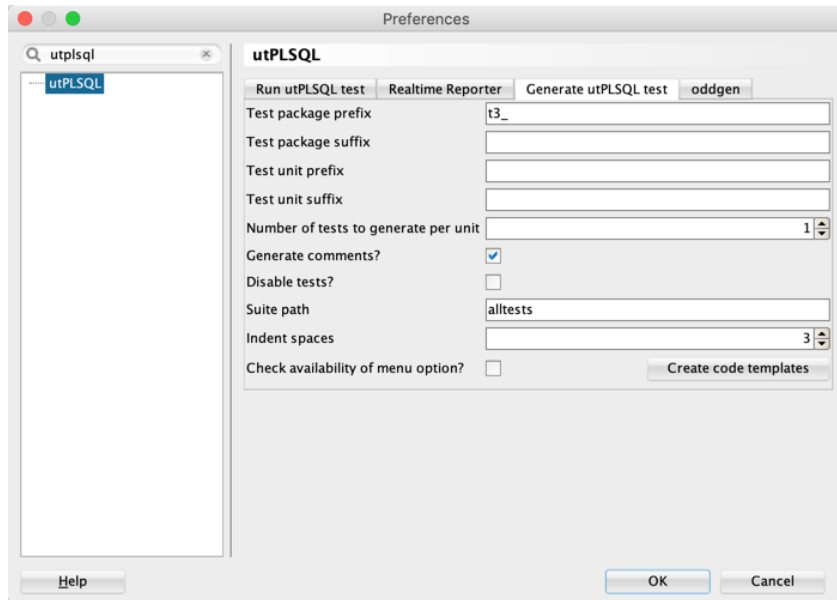 Preferences
utplsql
utPLSQL
utPLSQL
Run utPLSQL test Realtime Reporter Generate utPLSQL test oddgen
Test package prefix t3_
Test package suffix
Test unit prefix
Test unit suffix
Number of tests to generate per unit 1
Generate comments?
Disable tests?
Suite path alltests
Indent spaces 3
Check availability of menu option? Create code templates
Help OK Cancel